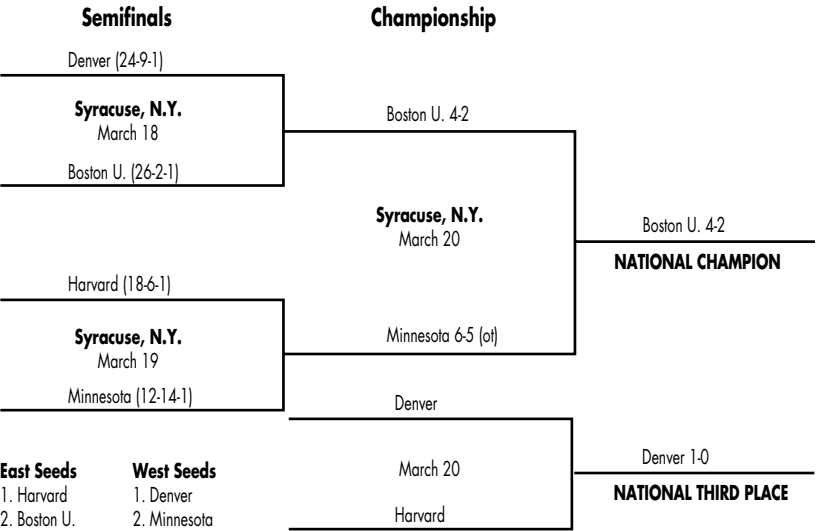 Semifinals
Championship
Denver (24-9-1)
Syracuse, N.Y.
March 18
Boston U. (26-2-1)
Boston U. 4-2
Syracuse, N.Y.
March 20
Boston U. 4-2
NATIONAL CHAMPION
Harvard (18-6-1)
Syracuse, N.Y.
March 19
Minnesota (12-14-1)
Minnesota 6-5 (ot)
Denver
March 20
Harvard
Denver 1-0
NATIONAL THIRD PLACE
East Seeds
1. Harvard
2. Boston U.
West Seeds
1. Denver
2. Minnesota